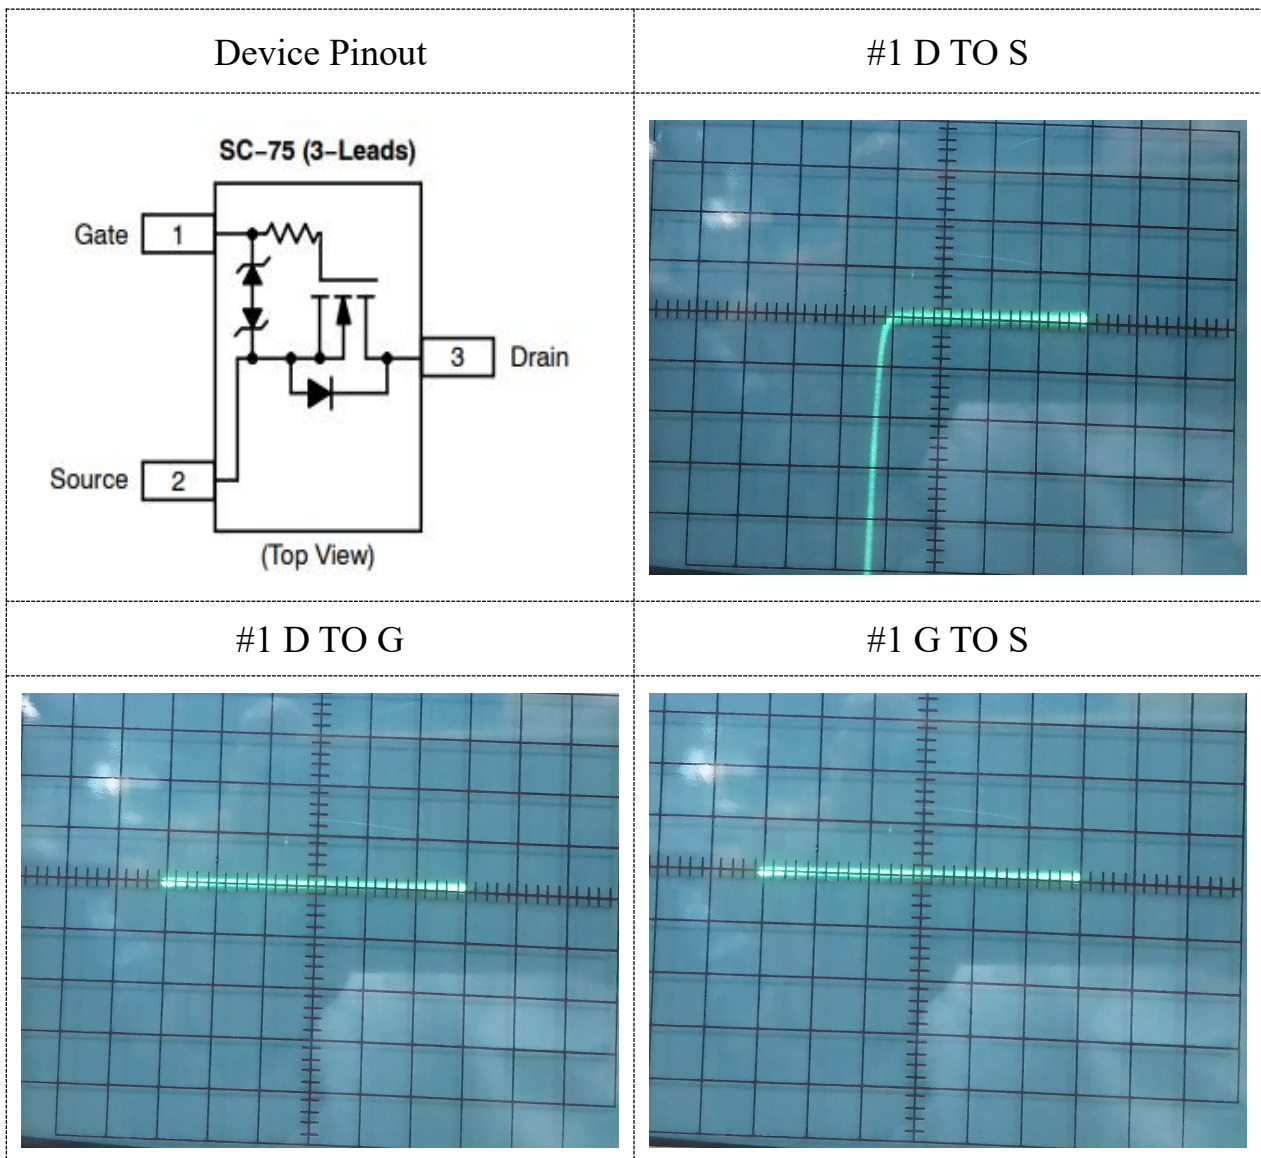 Device Pinout
#1 D TO S
SC–75 (3–Leads)
Gate 1
3 Drain
Source 2
(Top View)
#1 D TO G
#1 G TO S